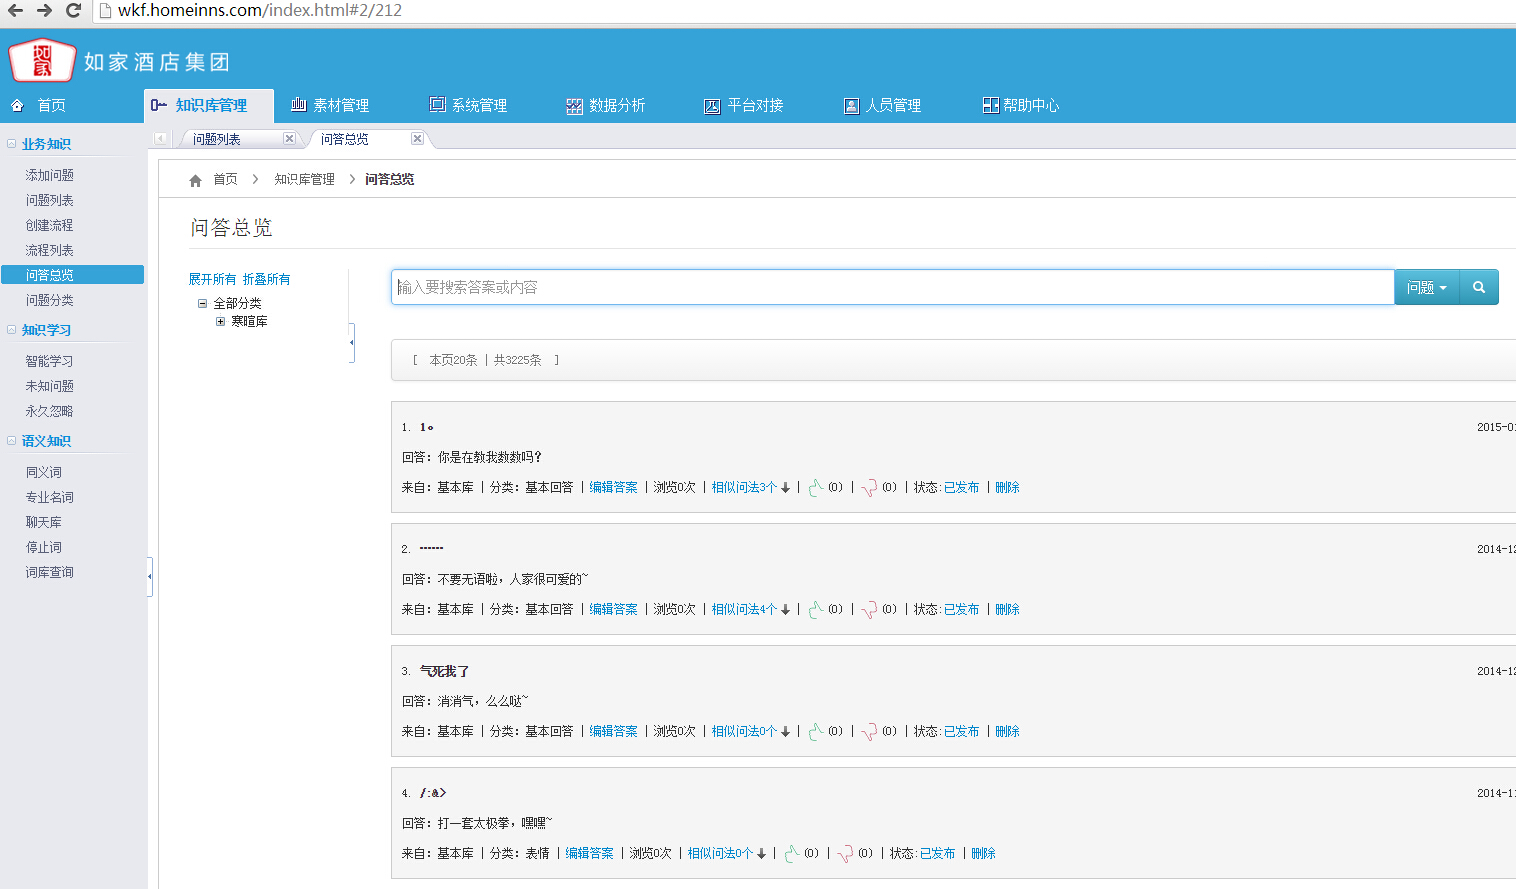 wkf.homeinns.com/index.html#2/212
如家
如家酒店集团
首页 知识库管理 素材管理 系统管理 数据分析 平台对接 人员管理 帮助中心
问题列表 问答总览
业务知识
添加问题
问题列表
创建流程
流程列表
问答总览
问题分类
知识学习
智能学习
未知问题
永久忽略
语义知识
同义词
专业名词
聊天库
停止词
词库查询
首页 > 知识库管理 > 问答总览
问答总览
展开所有 折叠所有
全部分类
寒暄库
输入要搜索答案或内容 问题
[ 本页20条 | 共3225条 ]
1. 1。 2015-01
回答：你是在教我数数吗？
来自：基本库 | 分类：基本回答 | 编辑答案 | 浏览0次 | 相似问法3个 | (0) | (0) | 状态:已发布 | 删除
2. …… 2014-12
回答：不要无语啦，人家很可爱的~
来自：基本库 | 分类：基本回答 | 编辑答案 | 浏览0次 | 相似问法4个 | (0) | (0) | 状态:已发布 | 删除
3. 气死我了 2014-12
回答：消消气，么么哒~
来自：基本库 | 分类：基本回答 | 编辑答案 | 浏览0次 | 相似问法0个 | (0) | (0) | 状态:已发布 | 删除
4. /:&> 2014-11
回答：打一套太极拳，嘿嘿~
来自：基本库 | 分类：表情 | 编辑答案 | 浏览0次 | 相似问法0个 | (0) | (0) | 状态:已发布 | 删除